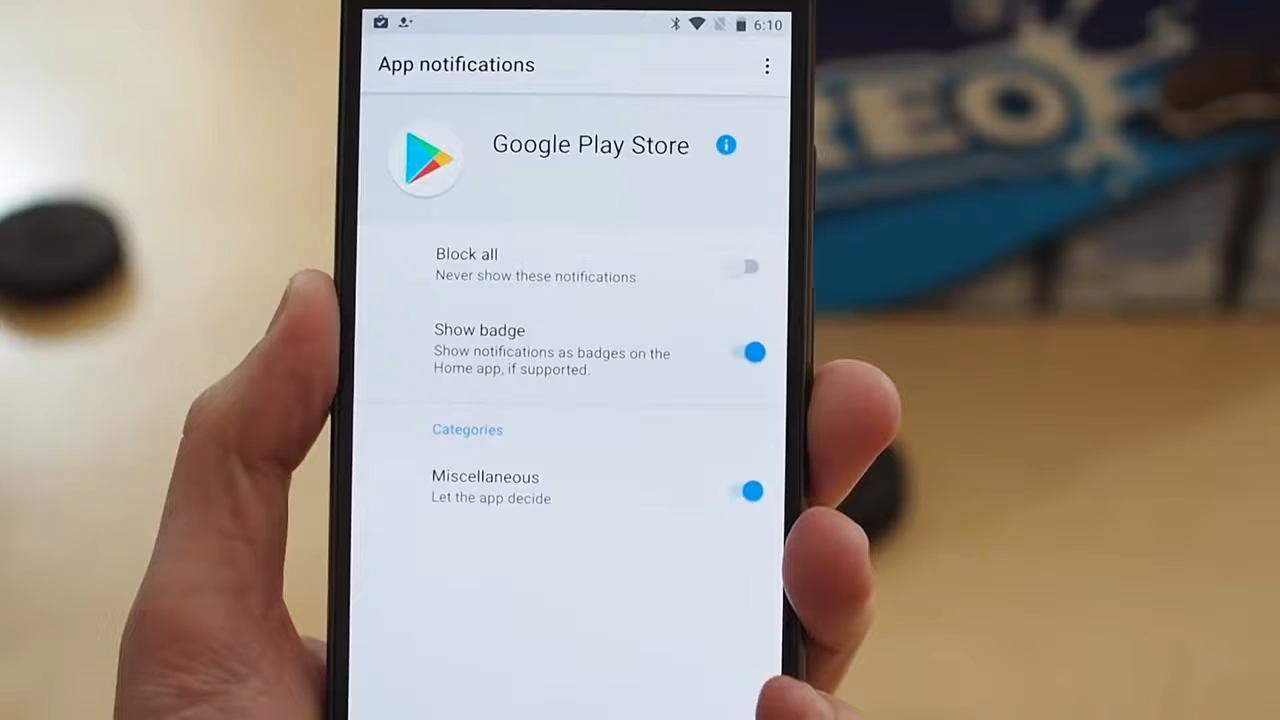 6:10
App notifications
Google Play Store
Block all
Never show these notifications
Show badge
Show notifications as badges on the
Home app, if supported.
Categories
Miscellaneous
Let the app decide